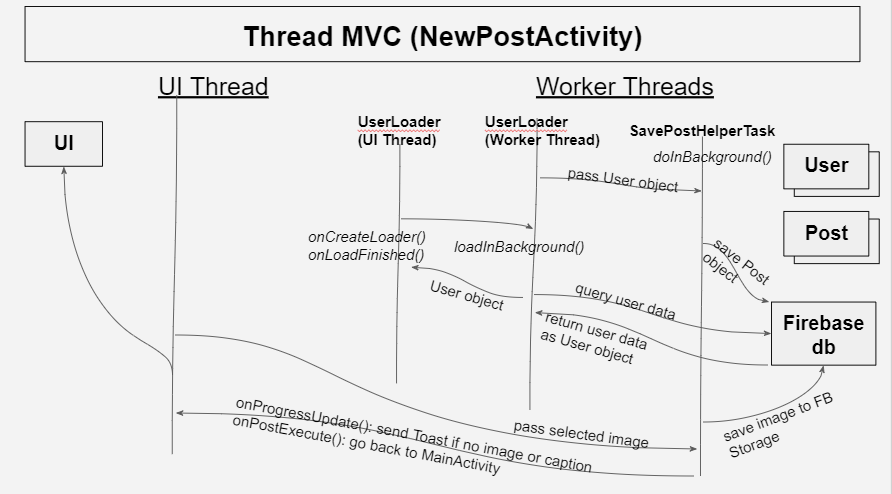 Thread MVC (NewPostActivity)
UI Thread
Worker Threads
UI
UserLoader
(UI Thread)
UserLoader
(Worker Thread)
SavePostHelperTask
doInBackground()
User
pass User object
Post
onCreateLoader()
onLoadFinished()
loadInBackground()
save Post
object
User object
query user data
return user data
as User object
Firebase
db
pass selected image
save image to FB
Storage
onProgressUpdate(): send Toast if no image or caption
onPostExecute(): go back to MainActivity